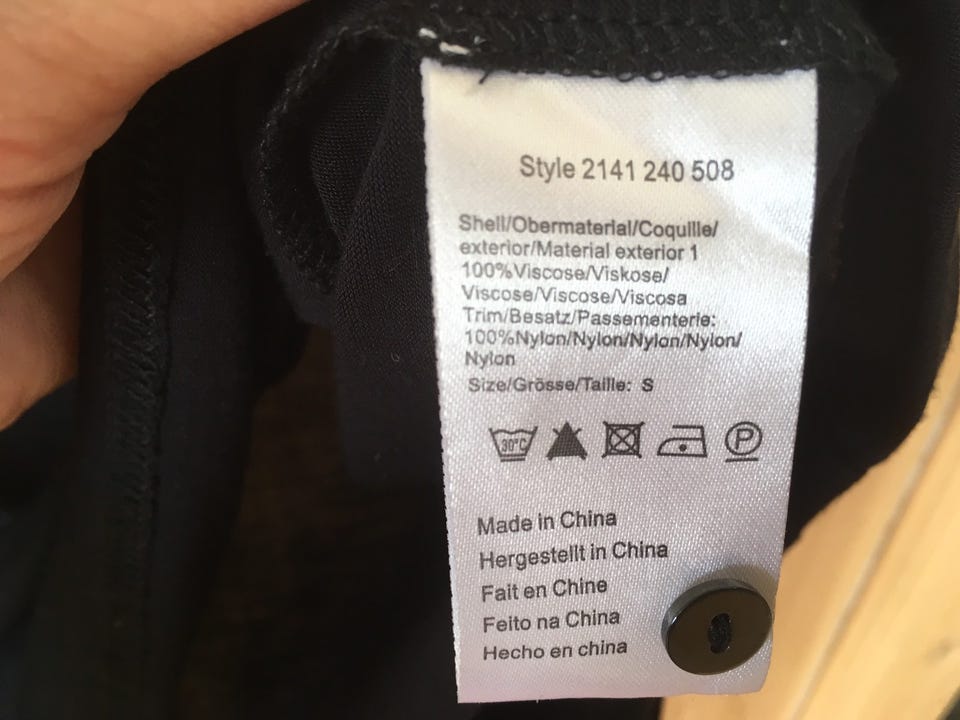 Style 2141 240 508
Shell/Obermaterial/Coquille/
exterior/Material exterior 1
100%Viscose/Viskose/
Viscose/Viscose/Viscosa
Trim/Besatz/Passementerie:
100%Nylon/Nylon/Nylon/Nylon/
Nylon
Size/Grösse/Taille: S
30°C P
Made in China
Hergestellt in China
Fait en Chine
Feito na China
Hecho en china